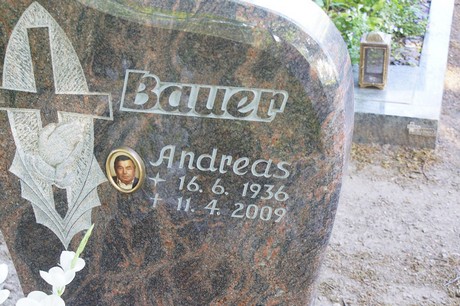 Bauer
Andreas
* 16. 6. 1936
+ 11. 4. 2009